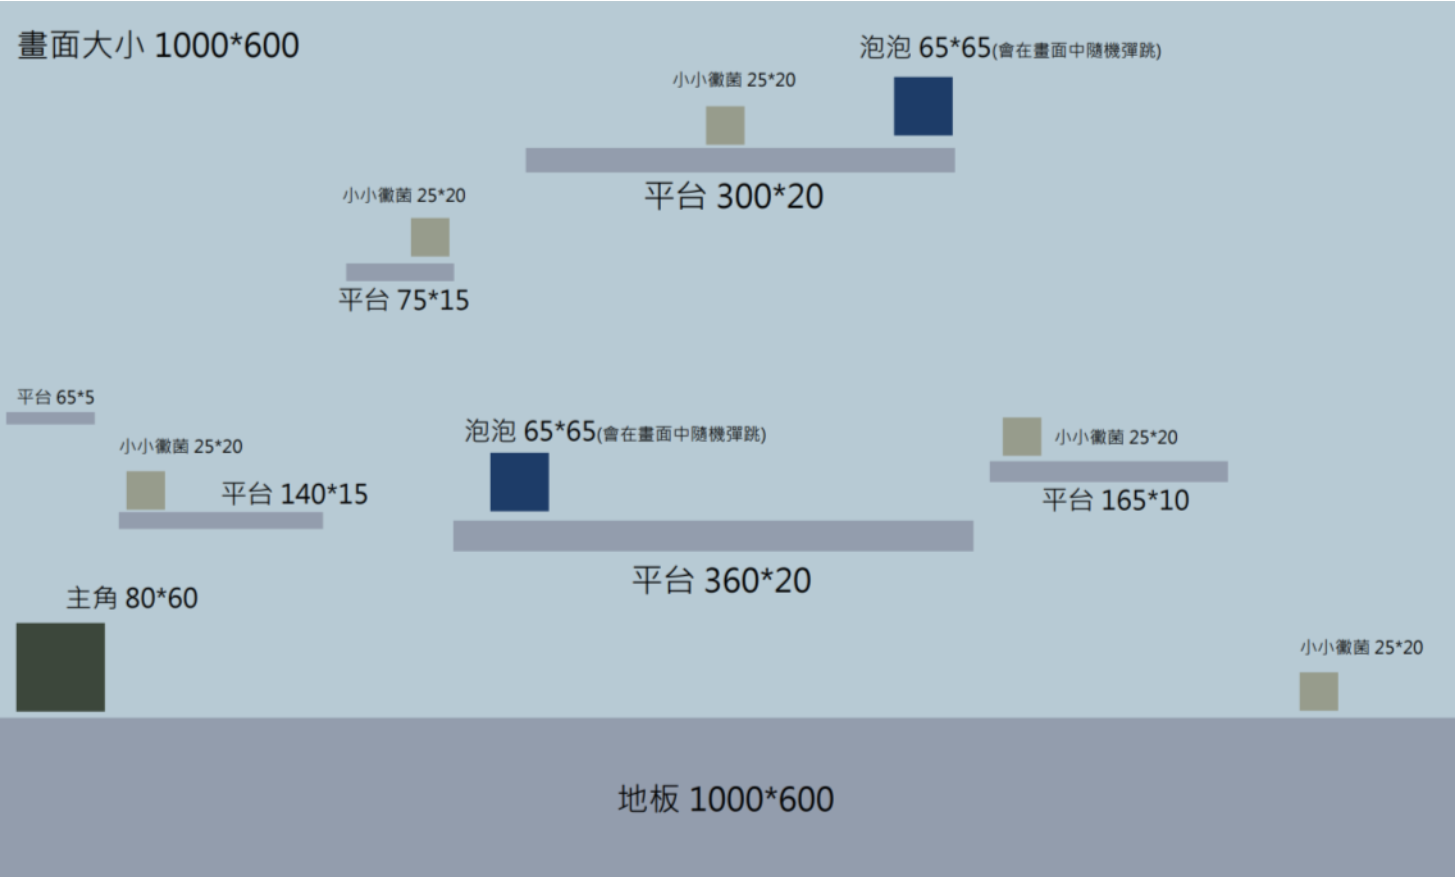 畫面大小 1000*600
泡泡 65*65(會在畫面中隨機彈跳)
小小黴菌 25*20
平台 300*20
小小黴菌 25*20
平台 75*15
平台 65*5
小小黴菌 25*20
平台 140*15
泡泡 65*65(會在畫面中隨機彈跳)
小小黴菌 25*20
平台 165*10
平台 360*20
主角 80*60
小小黴菌 25*20
地板 1000*600